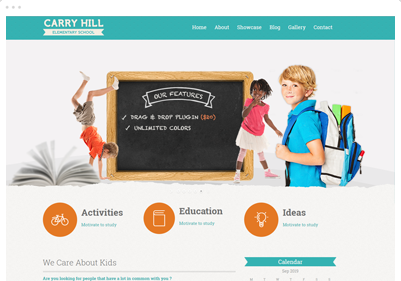 CARRY HILL
ELEMENTARY SCHOOL
Home About Showcase Blog Gallery Contact
OUR FEATURES
✓ DRAG & DROP PLUGIN ($20)
✓ UNLIMITED COLORS
Activities
Motivate to study
Education
Motivate to study
Ideas
Motivate to study
We Care About Kids
Are you looking for people that have a lot in common with you ?
Calendar
Sep 2018
M T W T F S S